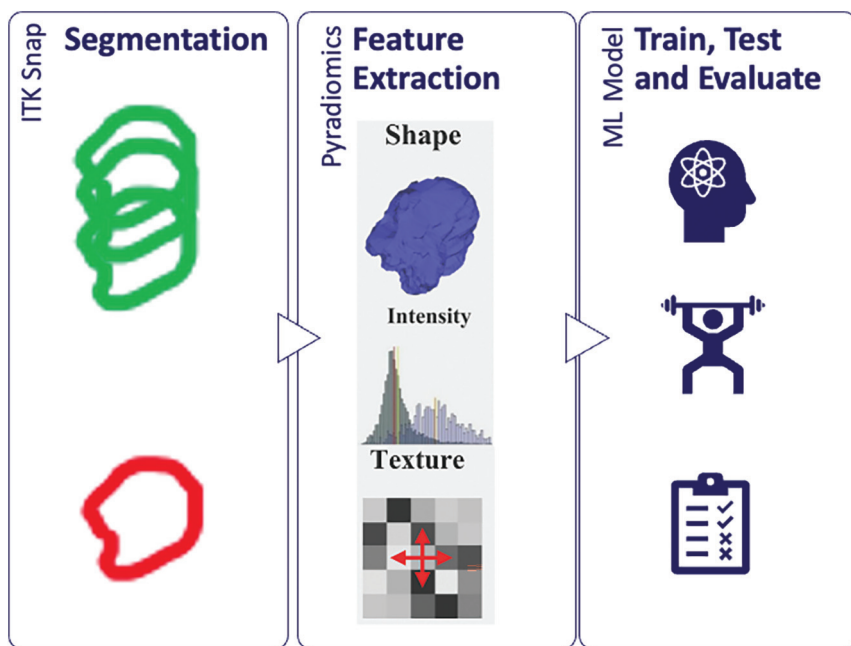 ITK Snap
Segmentation
Pyradiomics
Feature
Extraction
Shape
Intensity
Texture
ML Model
Train, Test
and Evaluate